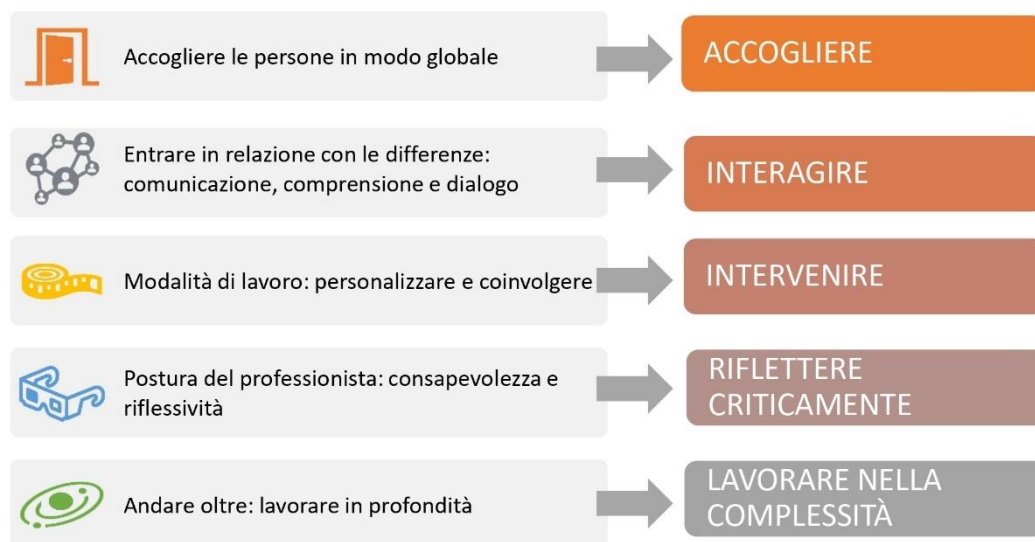 Accogliere le persone in modo globale
ACCOGLIERE
Entrare in relazione con le differenze:
comunicazione, comprensione e dialogo
INTERAGIRE
Modalità di lavoro: personalizzare e coinvolgere
INTERVENIRE
Postura del professionista: consapevolezza e
riflessività
RIFLETTERE
CRITICAMENTE
Andare oltre: lavorare in profondità
LAVORARE NELLA
COMPLESSITÀ